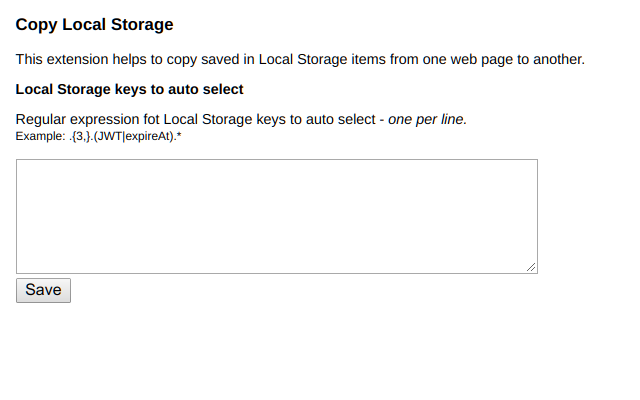 Copy Local Storage
This extension helps to copy saved in Local Storage items from one web page to another.
Local Storage keys to auto select
Regular expression fot Local Storage keys to auto select - one per line.
Example: .{3,}.(JWT|expireAt).*
Save